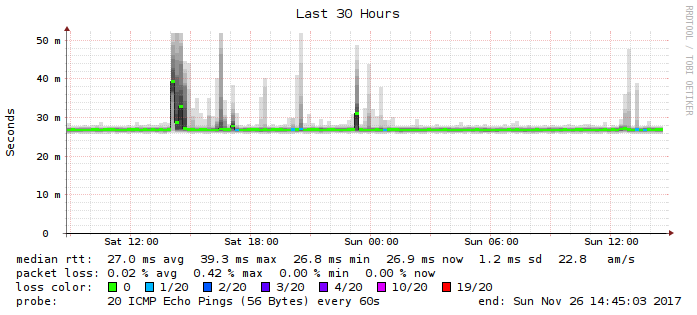 Last 30 Hours
RRDTOOL / TOBI OETIKER
Seconds
50 m
40 m
30 m
20 m
10 m
0
Sat 12:00 Sat 18:00 Sun 00:00 Sun 06:00 Sun 12:00
median rtt: 27.0 ms avg 39.3 ms max 26.8 ms min 26.9 ms now 1.2 ms sd 22.8 am/s
packet loss: 0.02 % avg 0.42 % max 0.00 % min 0.00 % now
loss color: 0 1/20 2/20 3/20 4/20 10/20 19/20
probe: 20 ICMP Echo Pings (56 Bytes) every 60s end: Sun Nov 26 14:45:03 2017